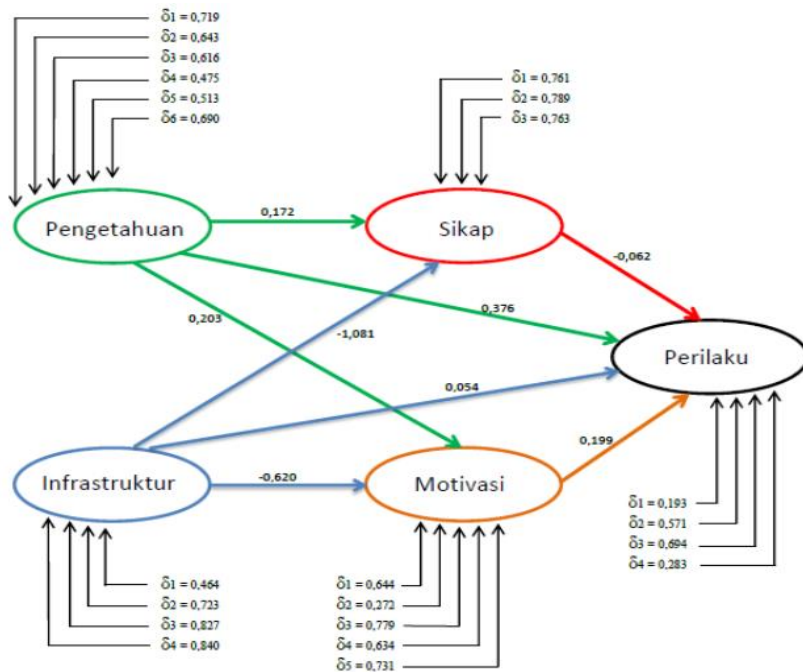 δ1 = 0,719
δ2 = 0,643
δ3 = 0,616
δ4 = 0,475
δ5 = 0,513
δ6 = 0,690
δ1 = 0,761
δ2 = 0,789
δ3 = 0,763
Pengetahuan
0,172
Sikap
-0,062
0,203
0,376
-1,081
Perilaku
0,054
Infrastruktur
-0,620
Motivasi
0,199
δ1 = 0,193
δ2 = 0,571
δ3 = 0,694
δ4 = 0,283
δ1 = 0,464
δ2 = 0,723
δ3 = 0,827
δ4 = 0,840
δ1 = 0,644
δ2 = 0,272
δ3 = 0,779
δ4 = 0,634
δ5 = 0,731